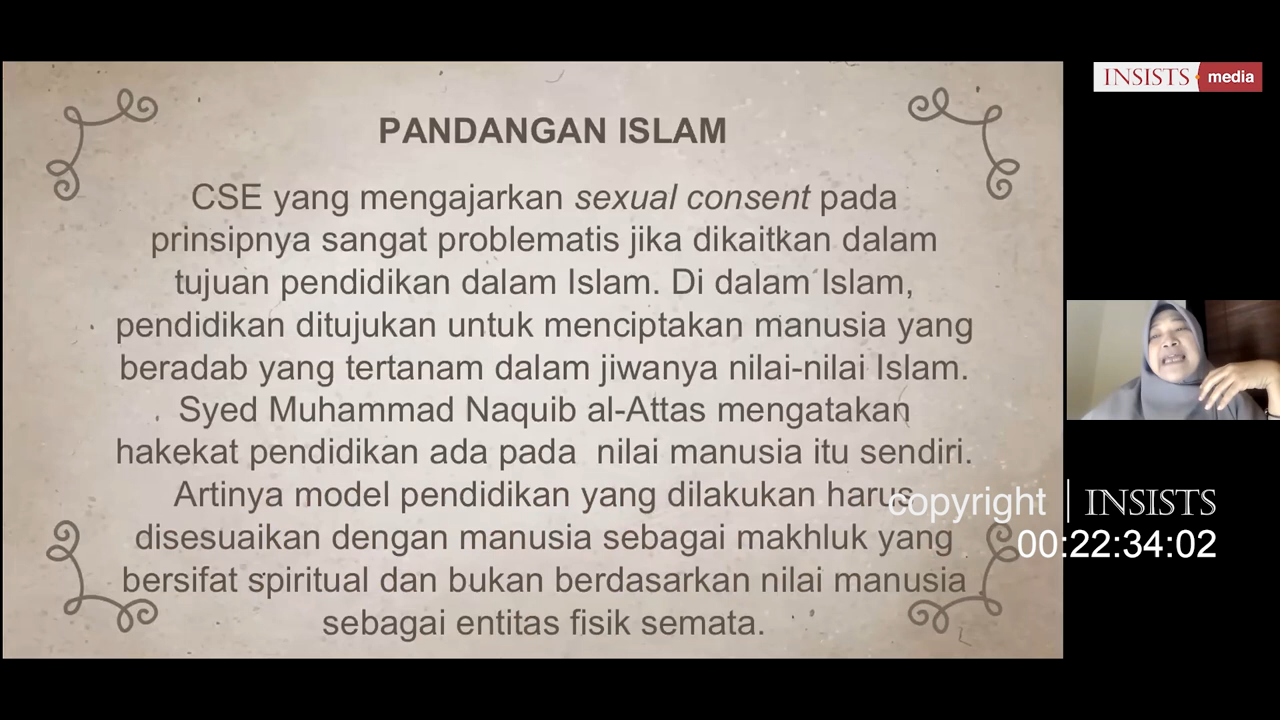 INSISTS media
PANDANGAN ISLAM
CSE yang mengajarkan sexual consent pada
prinsipnya sangat problematis jika dikaitkan dalam
tujuan pendidikan dalam Islam. Di dalam Islam,
pendidikan ditujukan untuk menciptakan manusia yang
beradab yang tertanam dalam jiwanya nilai-nilai Islam.
Syed Muhammad Naquib al-Attas mengatakan
hakekat pendidikan ada pada  nilai manusia itu sendiri.
Artinya model pendidikan yang dilakukan harus
disesuaikan dengan manusia sebagai makhluk yang
bersifat spiritual dan bukan berdasarkan nilai manusia
sebagai entitas fisik semata.
copyright | INSISTS
00:22:34:02